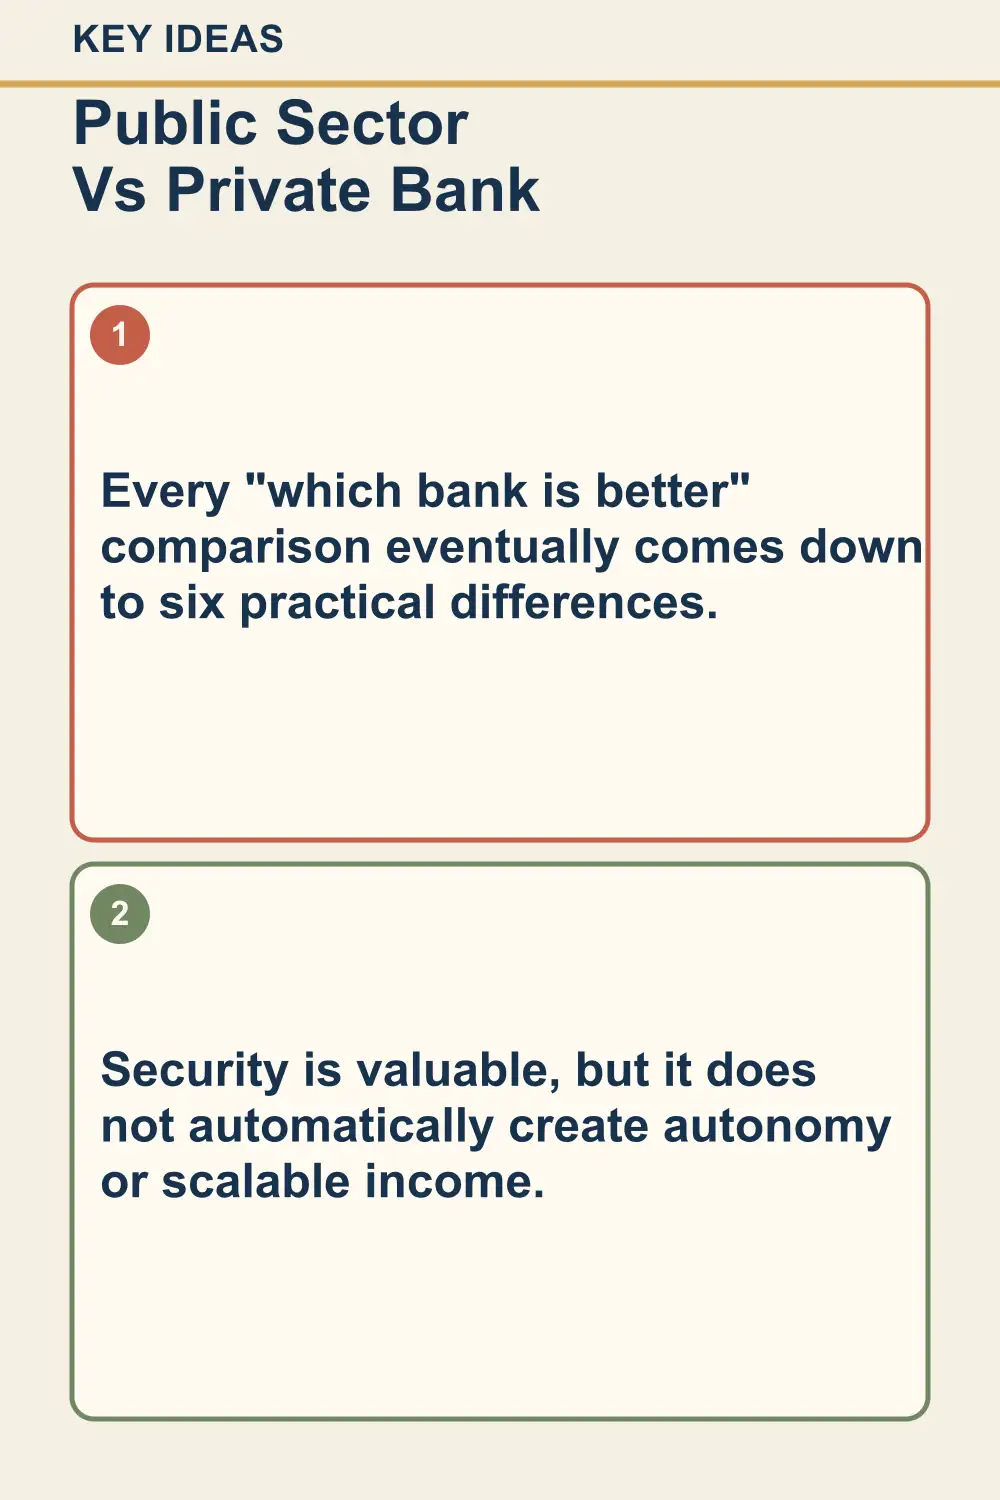 KEY IDEAS
Public Sector
Vs Private Bank
1
Every "which bank is better"
comparison eventually comes down
to six practical differences.
2
Security is valuable, but it does
not automatically create autonomy
or scalable income.